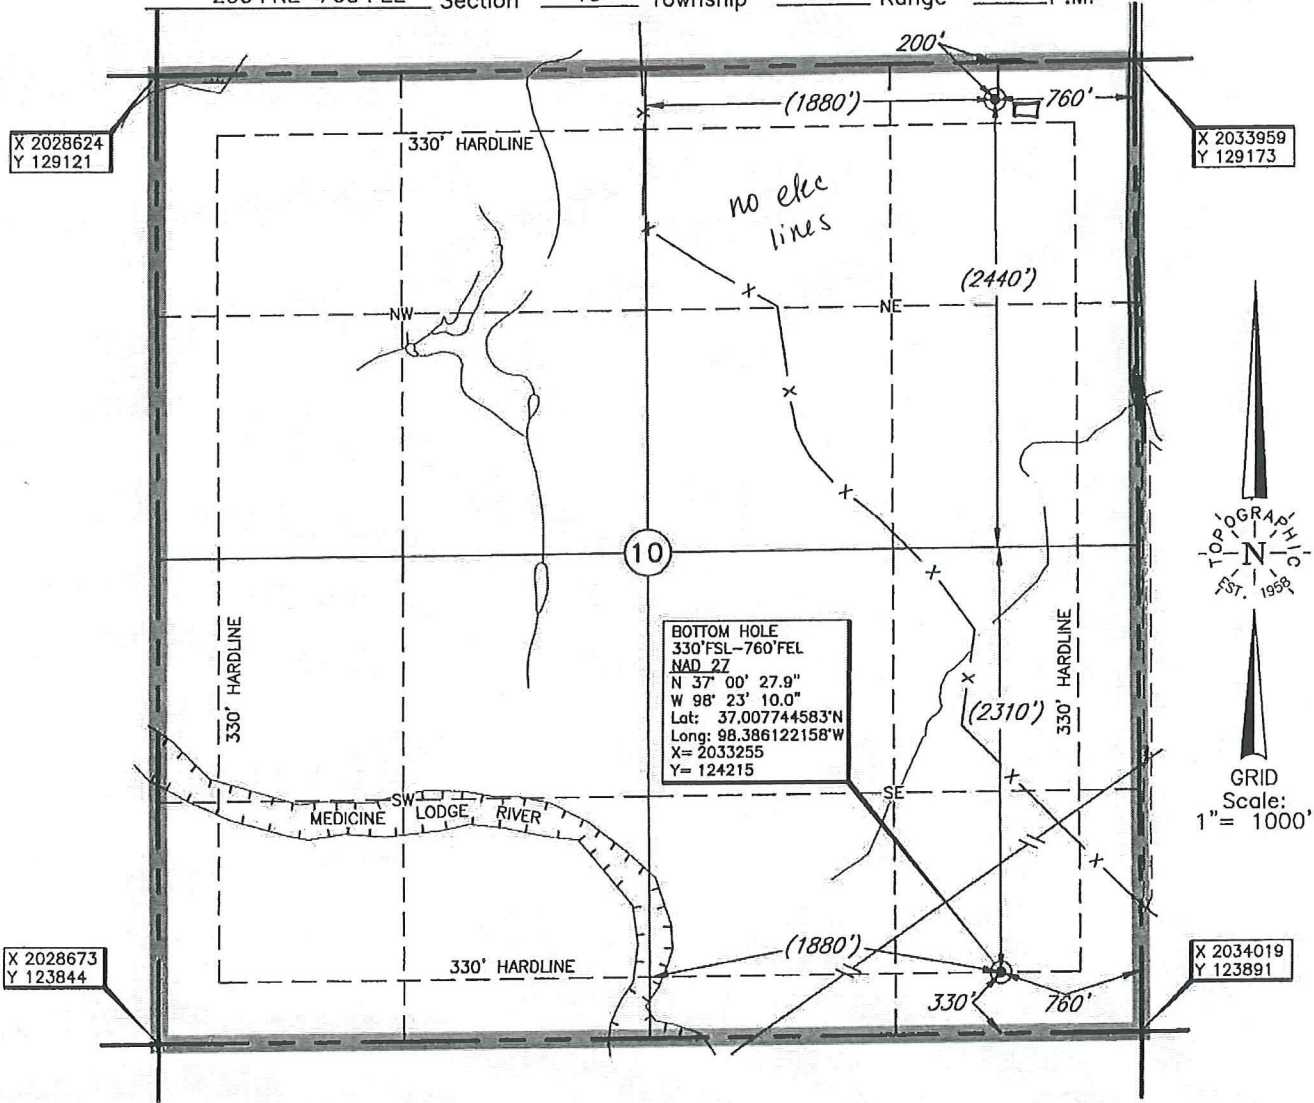 Section Township Range P.M.
200'
(1880')
760'
X 2028624
Y 129121
330' HARDLINE
X 2033959
Y 129173
no elec
lines
(2440')
NW
NE
TOPOGRAPHIC
N
EST. 1958
10
BOTTOM HOLE
330'FSL-760'FEL
NAD 27
N 37° 00' 27.9"
W 98° 23' 10.0"
Lat: 37.007744583°N
Long: 98.386122158°W
X= 2033255
Y= 124215
330' HARDLINE
330' HARDLINE
(2310')
GRID
Scale:
1"= 1000'
SW
SE
MEDICINE LODGE RIVER
X 2028673
Y 123844
330' HARDLINE
(1880')
X 2034019
Y 123891
330'
760'